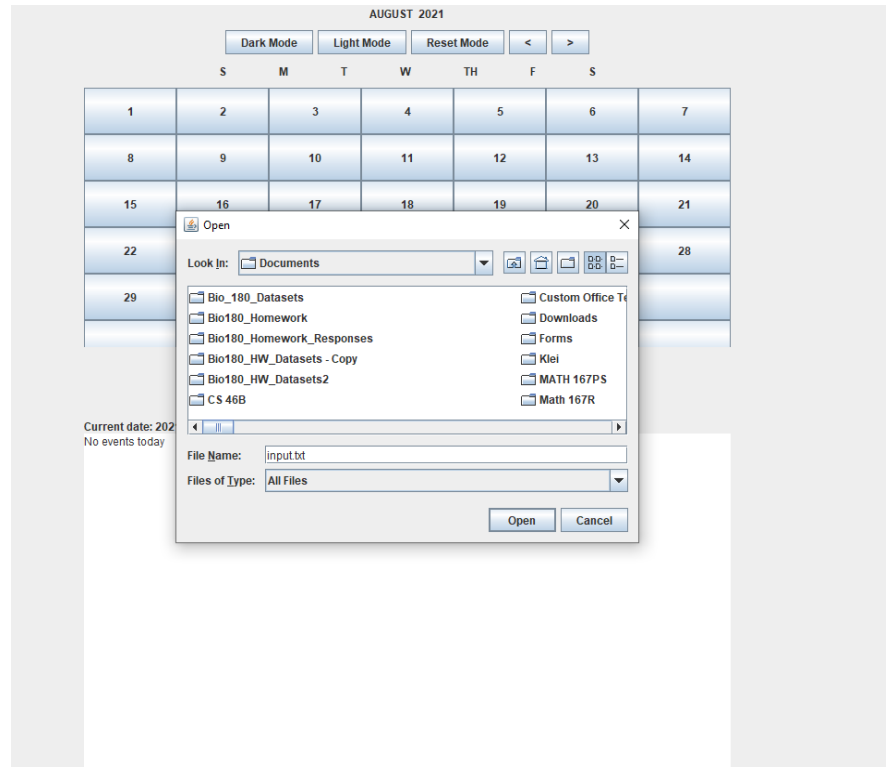 AUGUST 2021
Dark Mode Light Mode Reset Mode < >
S M T W TH F S
1 2 3 4 5 6 7
8 9 10 11 12 13 14
15 16 17 18 19 20 21
22 28
29
Open
Look In: Documents
Bio_180_Datasets Custom Office
Bio180_Homework Downloads
Bio180_Homework_Responses Forms
Bio180_HW_Datasets - Copy Klei
Bio180_HW_Datasets2 MATH 167PS
CS 46B Math 167R
Current date: 202
No events today
File Name: input.txt
Files of Type: All Files
Open Cancel